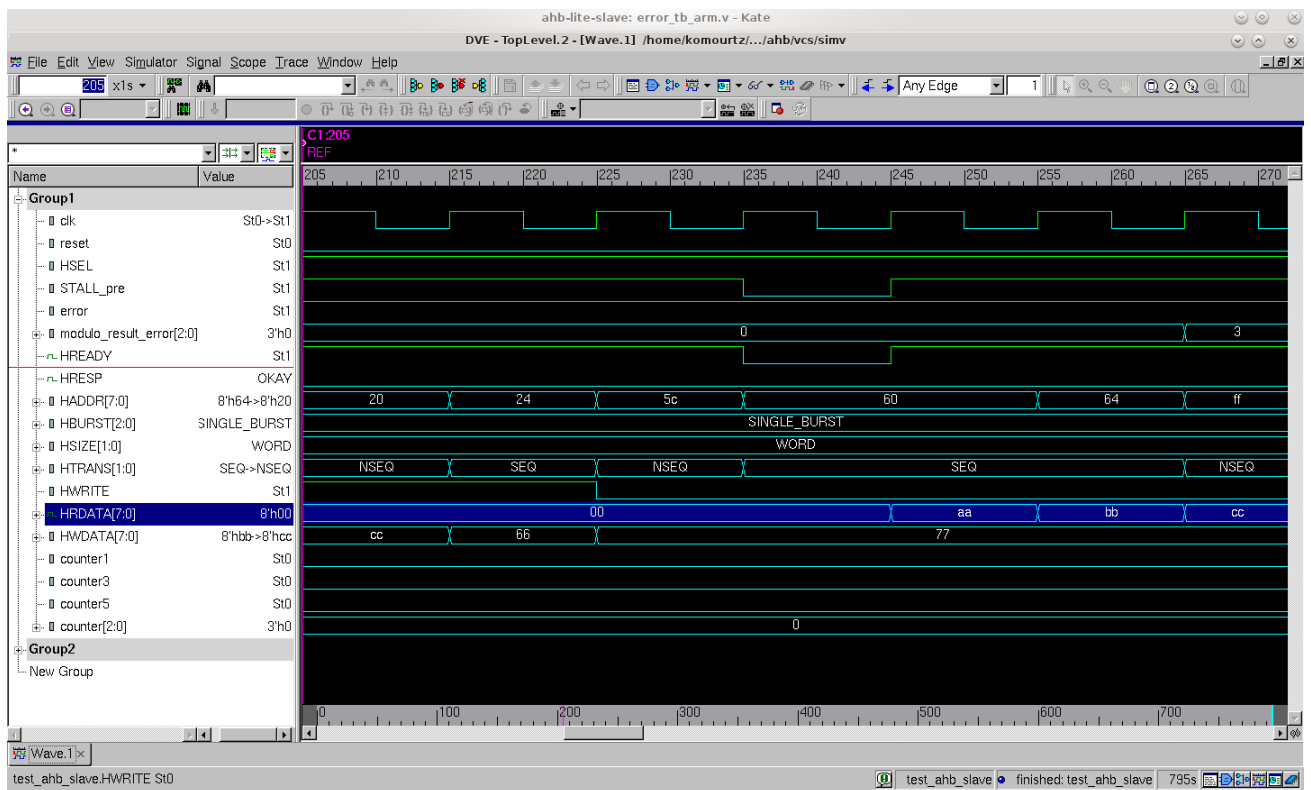 ahb-lite-slave: error_tb_arm.v - Kate
DVE - TopLevel.2 - [Wave.1] /home/komourtz/.../ahb/vcs/simv
File Edit View Simulator Signal Scope Trace Window Help
205 x1s Any Edge 1
C1:205
REF
*
Name Value 205 210 215 220 225 230 235 240 245 250 255 260 265 270
Group1
clk St0->St1
reset St0
HSEL St1
STALL_pre St1
error St1
modulo_result_error[2:0] 3'h0 0 3
HREADY St1
HRESP OKAY
HADDR[7:0] 8'h64->8'h20 20 24 5c 60 64 ff
HBURST[2:0] SINGLE_BURST SINGLE_BURST
HSIZE[1:0] WORD WORD
HTRANS[1:0] SEQ->NSEQ NSEQ SEQ NSEQ SEQ NSEQ
HWRITE St1
HRDATA[7:0] 8'h00 00 aa bb cc
HWDATA[7:0] 8'hbb->8'hcc cc 66 77
counter1 St0
counter3 St0
counter5 St0
counter[2:0] 3'h0 0
Group2
New Group
0 100 200 300 400 500 600 700
Wave.1
test_ahb_slave.HWRITE St0 test_ahb_slave finished: test_ahb_slave 795s